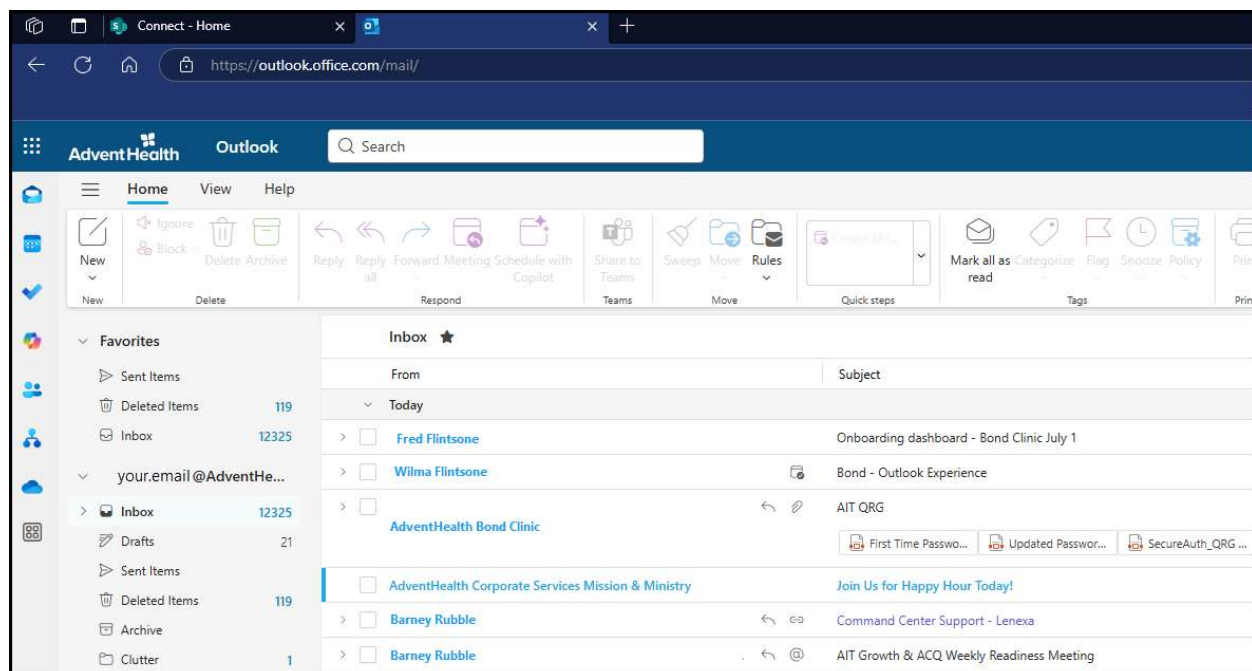 Connect - Home
https://outlook.office.com/mail/
AdventHealth Outlook Search
Home View Help
New Ignore Block Delete Archive Reply Reply all Forward Meeting Schedule with Copilot Share to Teams Sweep Move Rules Create Me... Mark all as read Categorize Flag Snooze Policy
New Delete Respond Teams Move Quick steps Tags
Favorites
Sent Items
Deleted Items 119
Inbox 12325
your.email@AdventHe...
Inbox 12325
Drafts 21
Sent Items
Deleted Items 119
Archive
Clutter 1
Inbox
From Subject
Today
Fred Flintsone Onboarding dashboard - Bond Clinic July 1
Wilma Flintsone Bond - Outlook Experience
AdventHealth Bond Clinic AIT QRG
First Time Passwo... Updated Passwor... SecureAuth_QRG ...
AdventHealth Corporate Services Mission & Ministry Join Us for Happy Hour Today!
Barney Rubble Command Center Support - Lenexa
Barney Rubble AIT Growth & ACQ Weekly Readiness Meeting